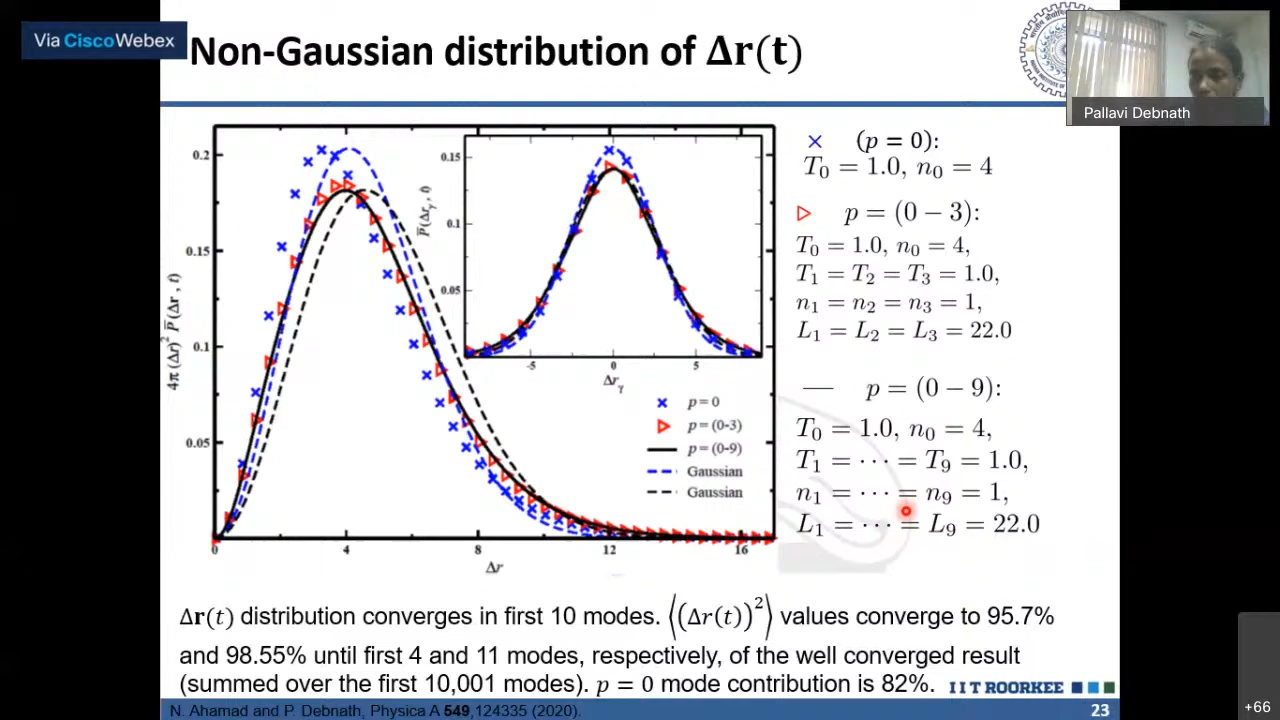 Via Cisco Webex
Non-Gaussian distribution of Δr(t)
Pallavi Debnath
0.2
0.15
0.1
0.05
0
4
8
12
16
4π (Δr)² P̅ (Δr , t)
Δr
0.15
0.1
0.05
-5
0
5
P̅ (Δrᵧ , t)
Δrᵧ
p = 0
p = (0-3)
p = (0-9)
Gaussian
Gaussian
× (p = 0):
T₀ = 1.0, n₀ = 4
p = (0 − 3):
T₀ = 1.0, n₀ = 4,
T₁ = T₂ = T₃ = 1.0,
n₁ = n₂ = n₃ = 1,
L₁ = L₂ = L₃ = 22.0
— p = (0 − 9):
T₀ = 1.0, n₀ = 4,
T₁ = ⋯ = T₉ = 1.0,
n₁ = ⋯ = n₉ = 1,
L₁ = ⋯ = L₉ = 22.0
Δr(t) distribution converges in first 10 modes. ⟨(Δr(t))²⟩ values converge to 95.7%
and 98.55% until first 4 and 11 modes, respectively, of the well converged result
(summed over the first 10,001 modes). p = 0 mode contribution is 82%.
IIT ROORKEE
N. Ahamad and P. Debnath, Physica A 549,124335 (2020).
23
+66